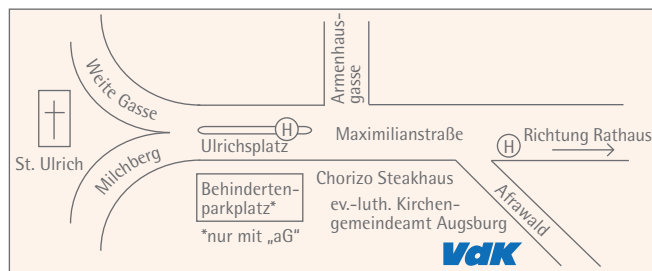 Weite Gasse
Armenhaus-
gasse
H
Ulrichsplatz
Maximilianstraße
H
Richtung Rathaus
St. Ulrich
Milchberg
Behinderten-
parkplatz*
*nur mit „aG“
Chorizo Steakhaus
ev.-luth. Kirchen-
gemeindeamt Augsburg
Afrawald
VdK